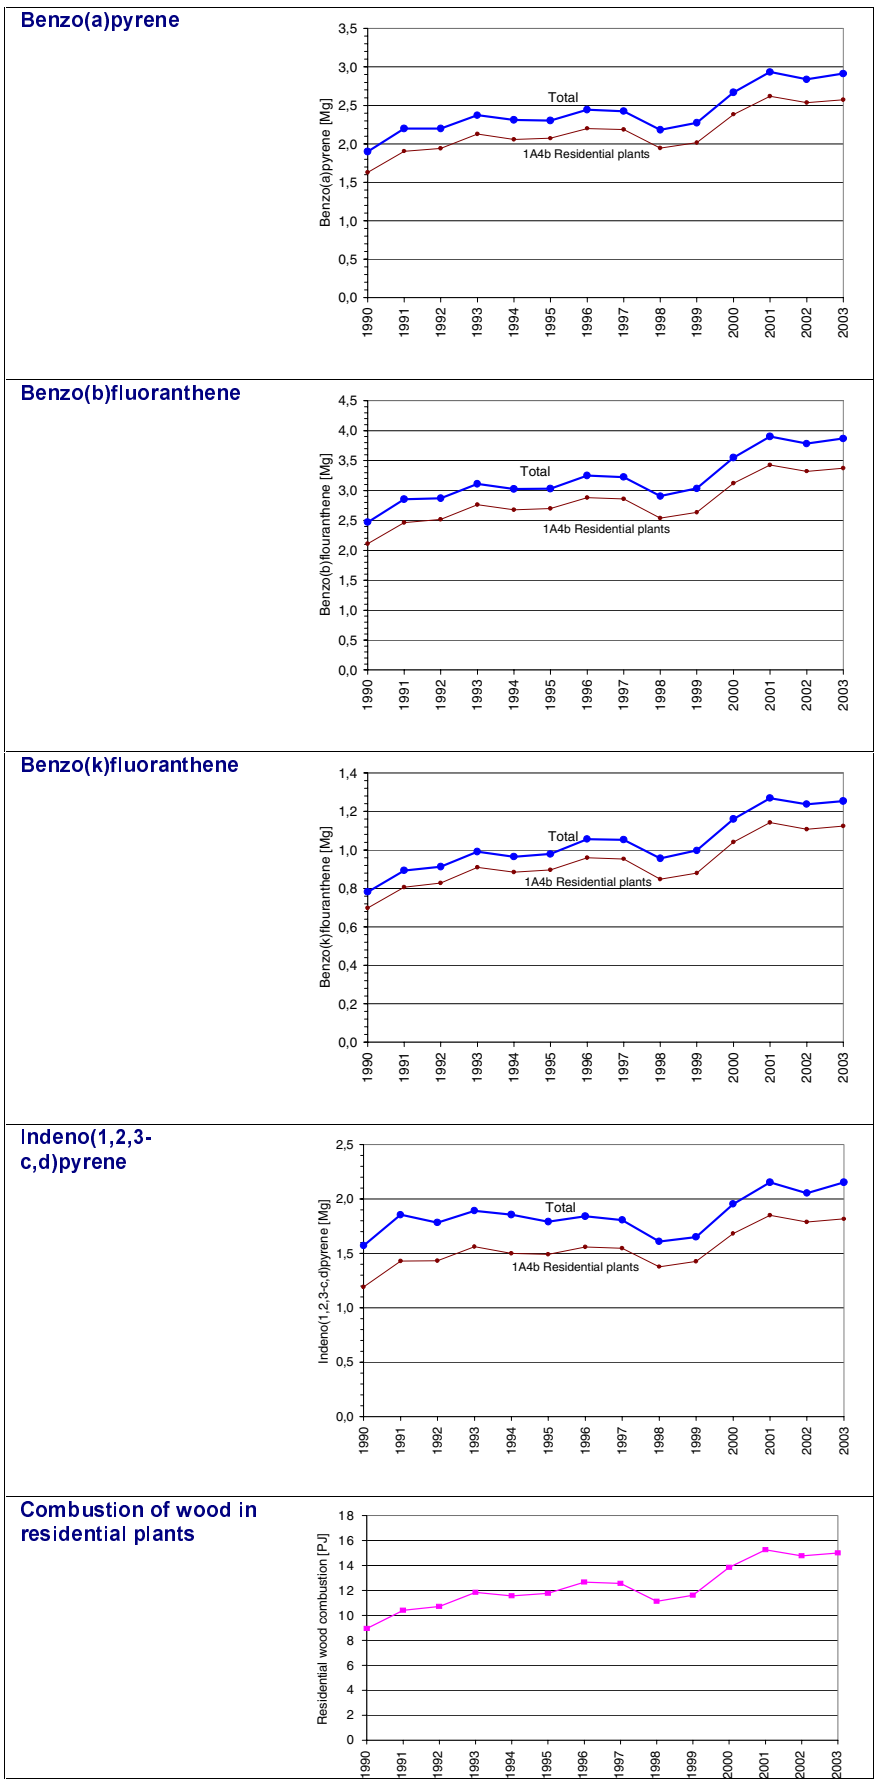 Benzo(a)pyrene
Benzo(a)pyrene [Mg]
3,5
3,0
2,5
2,0
1,5
1,0
0,5
0,0
Total
1A4b Residential plants
1990 1991 1992 1993 1994 1995 1996 1997 1998 1999 2000 2001 2002 2003
Benzo(b)fluoranthene
Benzo(b)flouranthene [Mg]
4,5
4,0
3,5
3,0
2,5
2,0
1,5
1,0
0,5
0,0
Total
1A4b Residential plants
1990 1991 1992 1993 1994 1995 1996 1997 1998 1999 2000 2001 2002 2003
Benzo(k)fluoranthene
Benzo(k)flouranthene [Mg]
1,4
1,2
1,0
0,8
0,6
0,4
0,2
0,0
Total
1A4b Residential plants
1990 1991 1992 1993 1994 1995 1996 1997 1998 1999 2000 2001 2002 2003
Indeno(1,2,3-
c,d)pyrene
Indeno(1,2,3-c,d)pyrene [Mg]
2,5
2,0
1,5
1,0
0,5
0,0
Total
1A4b Residential plants
1990 1991 1992 1993 1994 1995 1996 1997 1998 1999 2000 2001 2002 2003
Combustion of wood in
residential plants
Residential wood combustion [PJ]
18
16
14
12
10
8
6
4
2
0
1990 1991 1992 1993 1994 1995 1996 1997 1998 1999 2000 2001 2002 2003